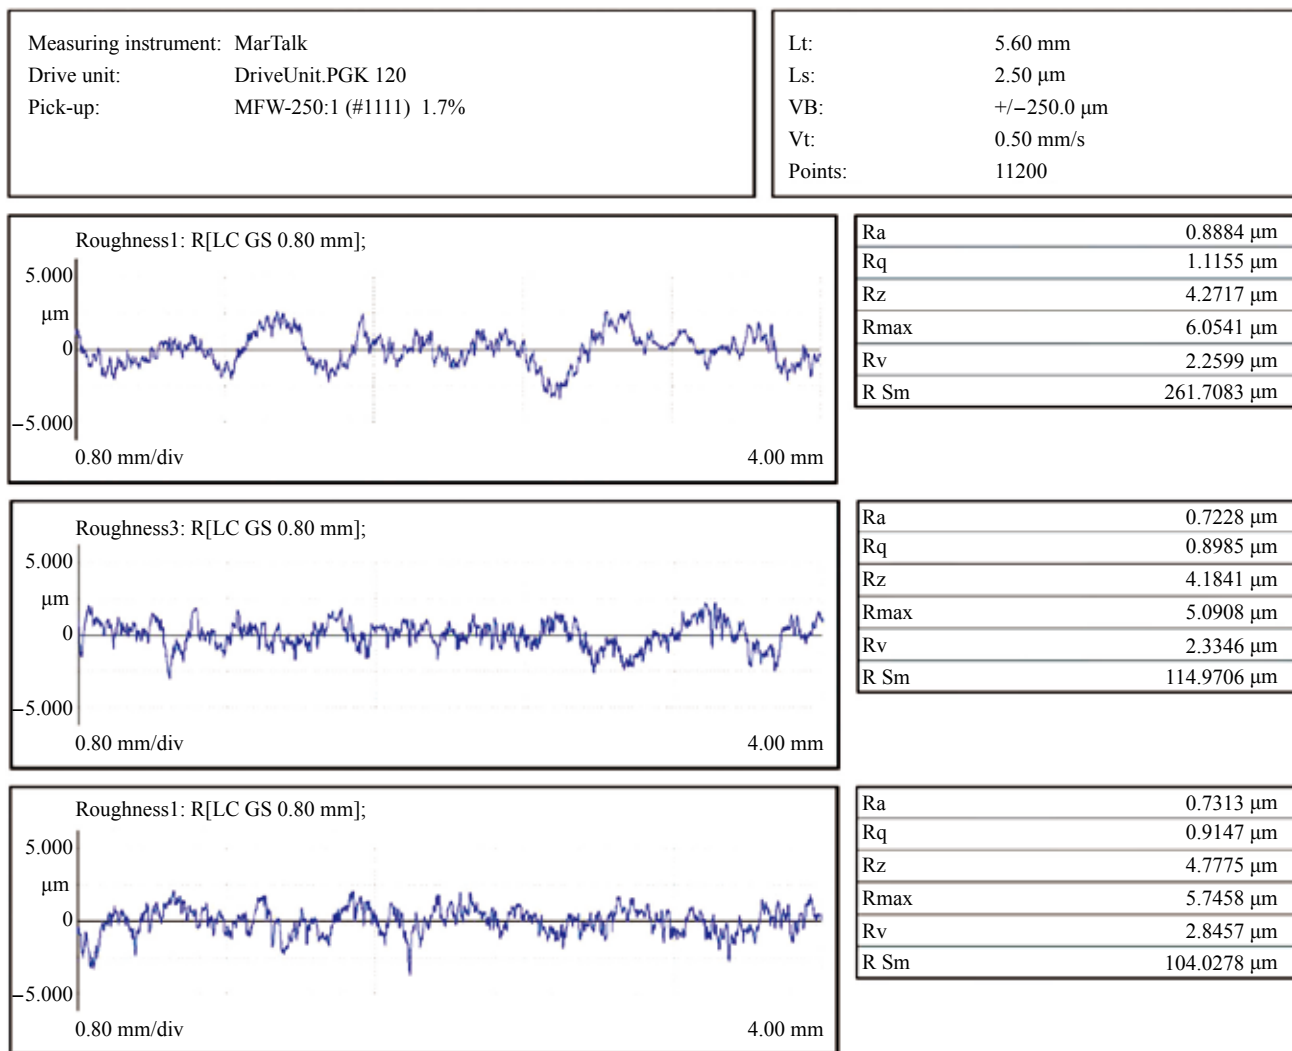 Measuring instrument: MarTalk
Drive unit: DriveUnit.PGK 120
Pick-up: MFW-250:1 (#1111) 1.7%
Lt: 5.60 mm
Ls: 2.50 μm
VB: +/−250.0 μm
Vt: 0.50 mm/s
Points: 11200
Roughness1: R[LC GS 0.80 mm];
5.000
μm
0
−5.000
0.80 mm/div 4.00 mm
Ra 0.8884 μm
Rq 1.1155 μm
Rz 4.2717 μm
Rmax 6.0541 μm
Rv 2.2599 μm
R Sm 261.7083 μm
Roughness3: R[LC GS 0.80 mm];
5.000
μm
0
−5.000
0.80 mm/div 4.00 mm
Ra 0.7228 μm
Rq 0.8985 μm
Rz 4.1841 μm
Rmax 5.0908 μm
Rv 2.3346 μm
R Sm 114.9706 μm
Roughness1: R[LC GS 0.80 mm];
5.000
μm
0
−5.000
0.80 mm/div 4.00 mm
Ra 0.7313 μm
Rq 0.9147 μm
Rz 4.7775 μm
Rmax 5.7458 μm
Rv 2.8457 μm
R Sm 104.0278 μm